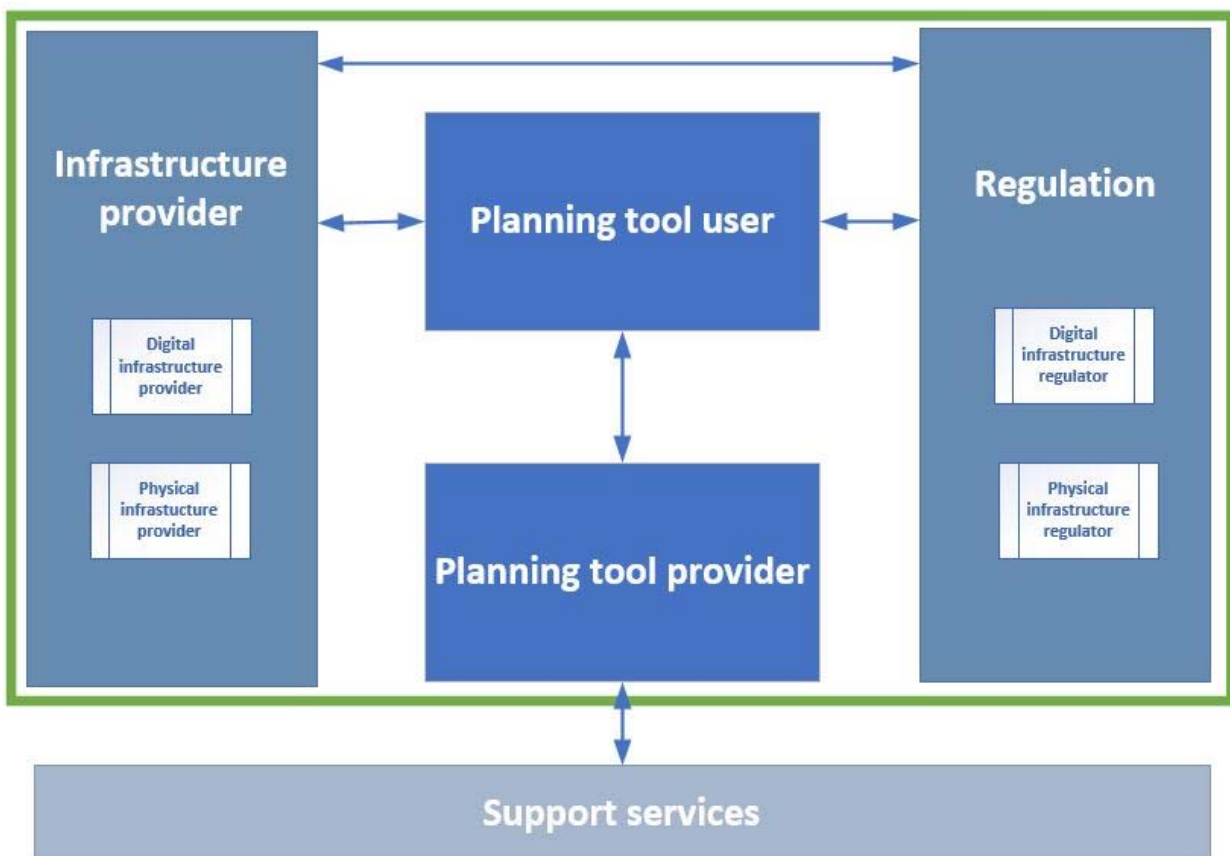 Infrastructure
provider
Planning tool user
Regulation
Digital
infrastructure
provider
Physical
infrastucture
provider
Digital
infrastructure
regulator
Physical
infrastructure
regulator
Planning tool provider
Support services